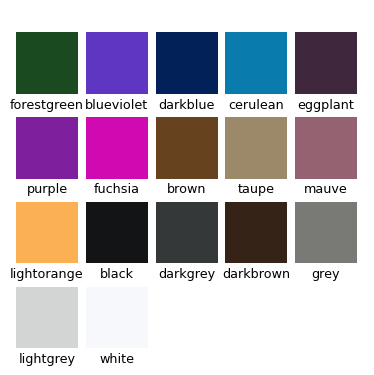 forestgreen blueviolet darkblue cerulean eggplant
purple fuchsia brown taupe mauve
lightorange black darkgrey darkbrown grey
lightgrey white